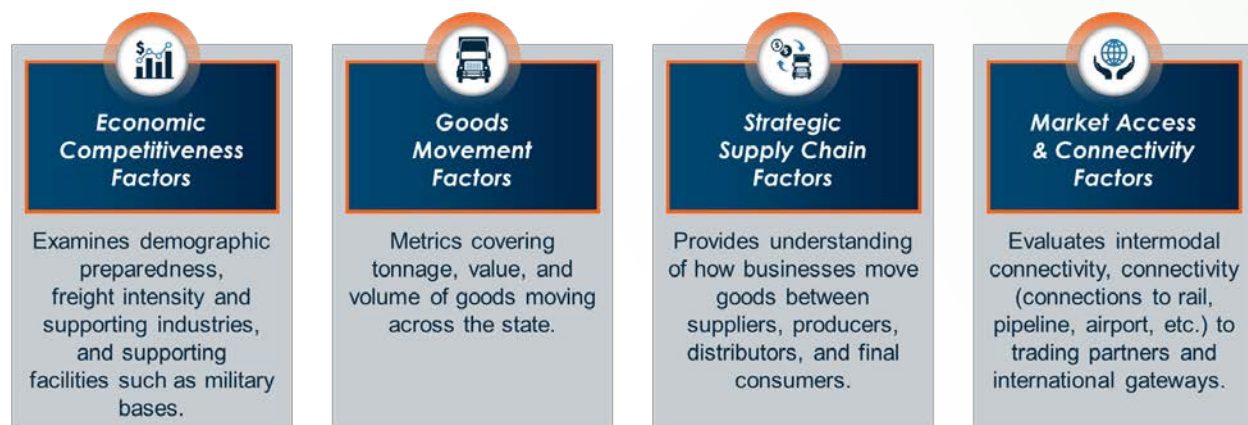 Economic
Competitiveness
Factors
Examines demographic
preparedness,
freight intensity and
supporting industries,
and supporting
facilities such as military
bases.
Goods
Movement
Factors
Metrics covering
tonnage, value, and
volume of goods moving
across the state.
Strategic
Supply Chain
Factors
Provides understanding
of how businesses move
goods between
suppliers, producers,
distributors, and final
consumers.
Market Access
& Connectivity
Factors
Evaluates intermodal
connectivity, connectivity
(connections to rail,
pipeline, airport, etc.) to
trading partners and
international gateways.